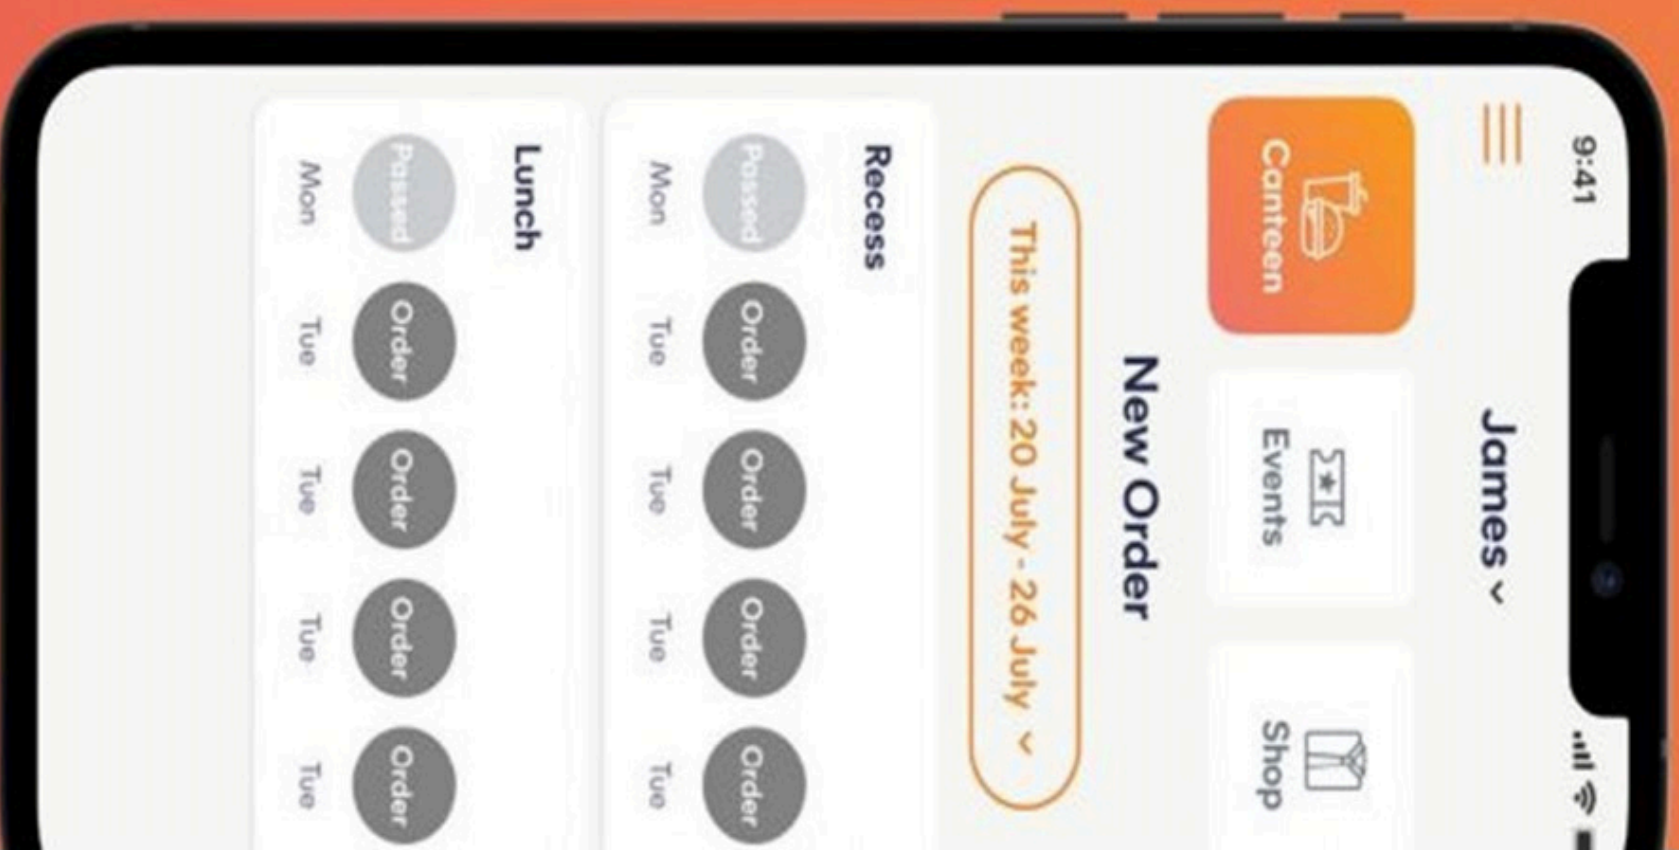 9:41
James
Canteen
Events
Shop
New Order
This week: 20 July - 26 July
Recess
Passed Order Order Order Order
Mon Tue Tue Tue Tue
Lunch
Passed Order Order Order Order
Mon Tue Tue Tue Tue